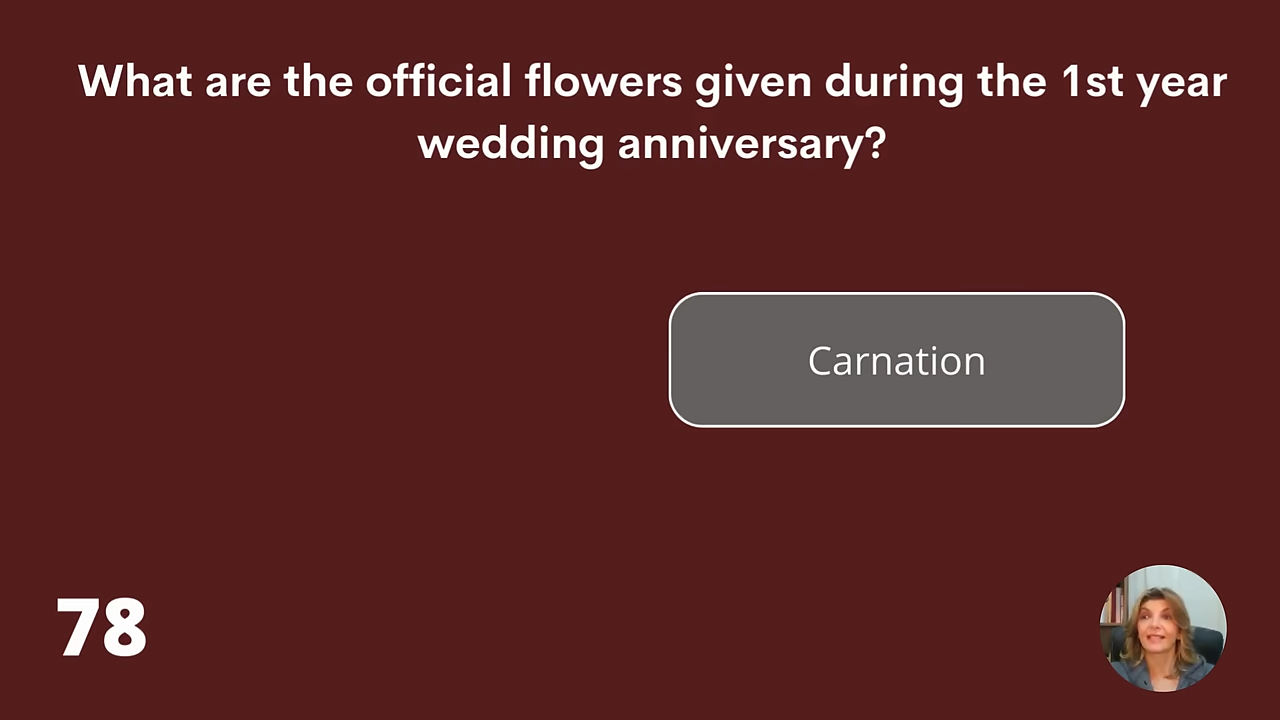 What are the official flowers given during the 1st year
wedding anniversary?
Carnation
78